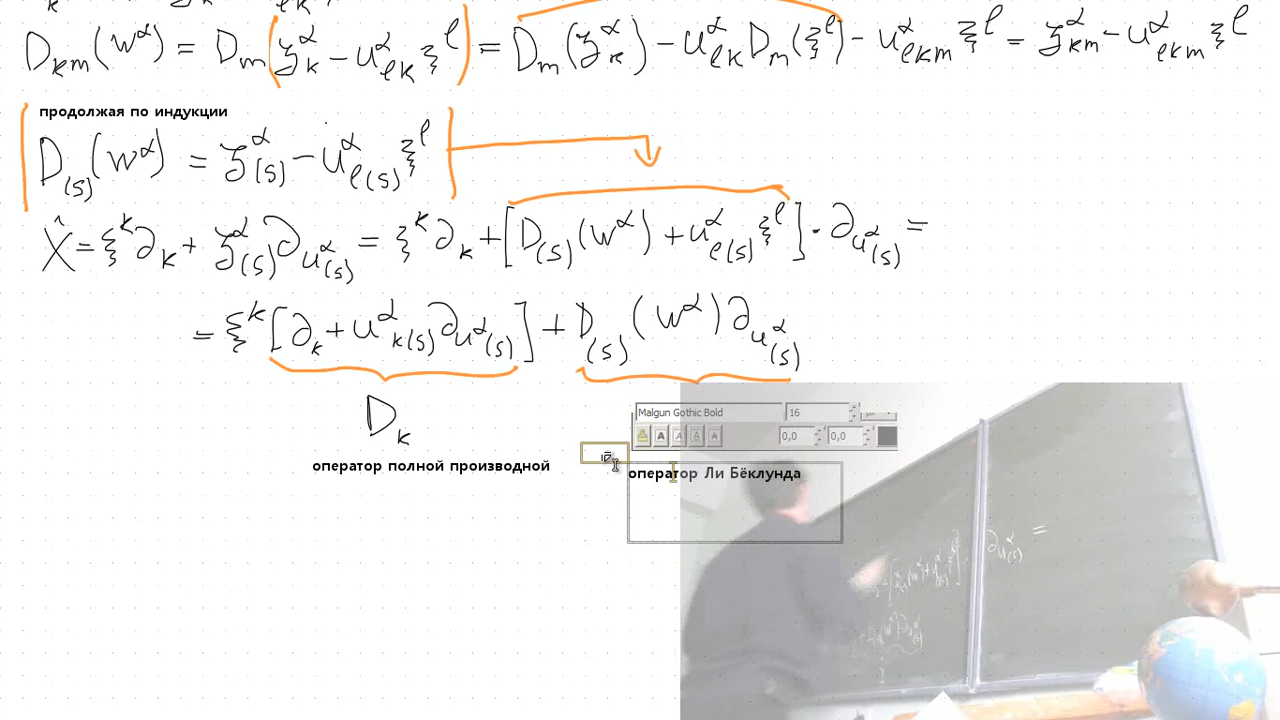 D_{km}(w^α) = D_m(ζ^α_k − u^α_{ℓk} ξ^ℓ) = D_m(ζ^α_k) − u^α_{ℓk} D_m(ξ^ℓ) − u^α_{ℓkm} ξ^ℓ = ζ^α_{km} − u^α_{ℓkm} ξ^ℓ
продолжая по индукции
D_{(s)}(w^α) = ζ^α_{(s)} − u^α_{ℓ(s)} ξ^ℓ
X̂ = ξ^k ∂_k + ζ^α_{(s)} ∂_{u^α_{(s)}} = ξ^k ∂_k + [D_{(s)}(w^α) + u^α_{ℓ(s)} ξ^ℓ] · ∂_{u^α_{(s)}} =
= ξ^k [∂_k + u^α_{k(s)} ∂_{u^α_{(s)}}] + D_{(s)}(w^α) ∂_{u^α_{(s)}}
D_k
Malgun Gothic Bold 16
A A A A 0,0 0,0
оператор полной производной
оператор Ли Бёклунда
∂_{u^α_{(s)}} =